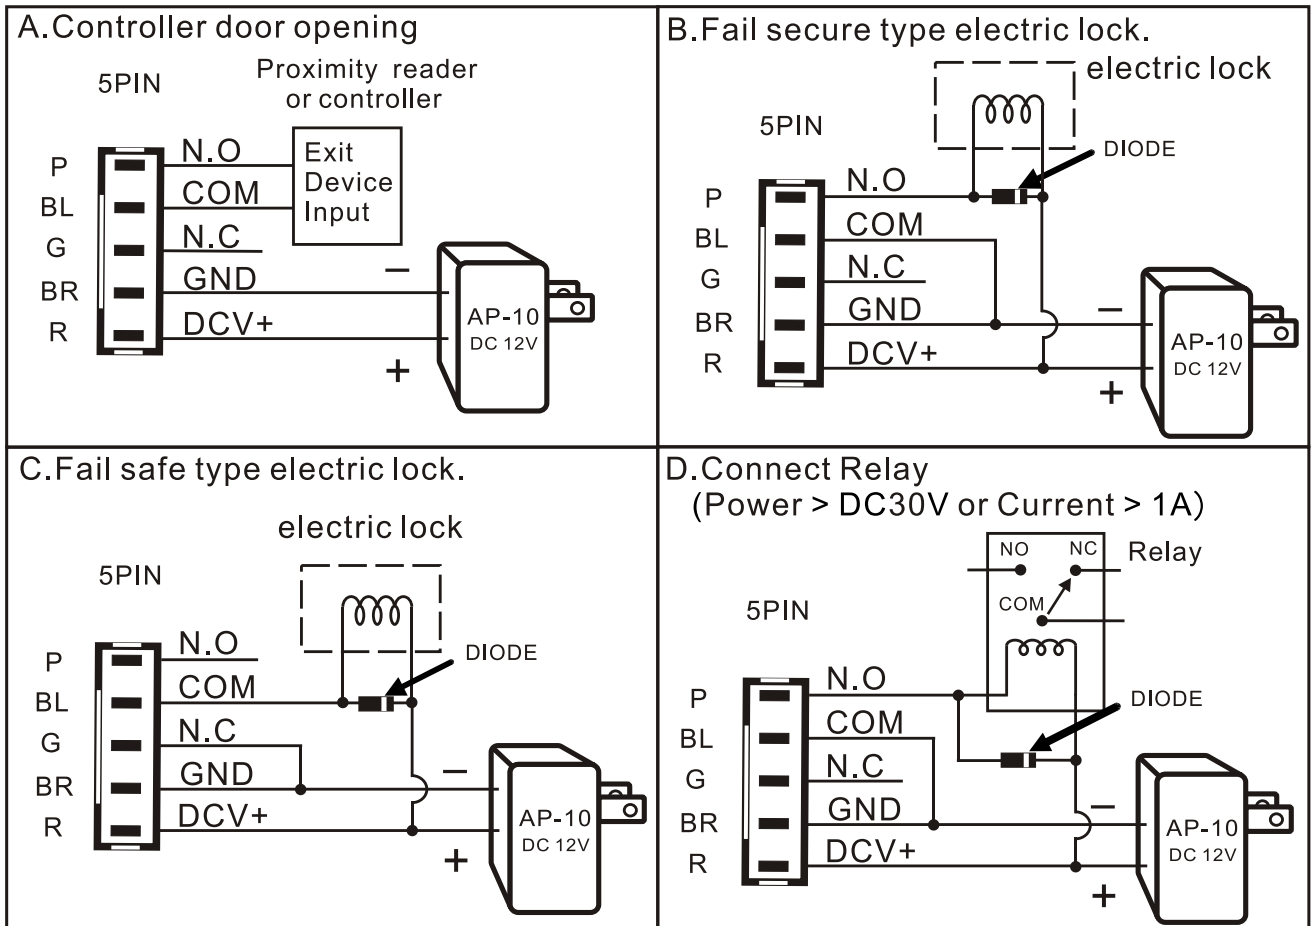 A.Controller door opening
5PIN
Proximity reader
or controller
P
N.O
Exit
Device
Input
BL
COM
G
N.C
BR
GND
−
R
DCV+
+
AP-10
DC 12V
B.Fail secure type electric lock.
electric lock
5PIN
DIODE
P
N.O
BL
COM
G
N.C
BR
GND
−
R
DCV+
+
AP-10
DC 12V
C.Fail safe type electric lock.
electric lock
5PIN
DIODE
P
N.O
BL
COM
G
N.C
BR
GND
−
R
DCV+
+
AP-10
DC 12V
D.Connect Relay
(Power > DC30V or Current > 1A)
NO
NC
Relay
COM
5PIN
DIODE
P
N.O
BL
COM
G
N.C
BR
GND
−
R
DCV+
+
AP-10
DC 12V